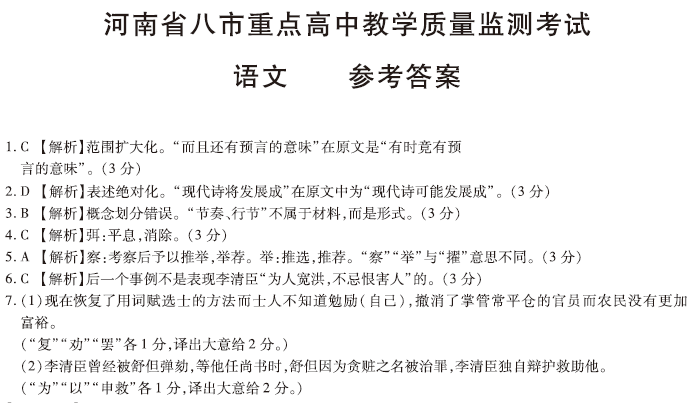 河南省八市重点高中教学质量监测考试
语文 参考答案
1. C 【解析】范围扩大化。“而且还有预言的意味”在原文是“有时竟有预
言的意味”。(3 分)
2. D 【解析】表述绝对化。“现代诗将发展成”在原文中为“现代诗可能发展成”。(3 分)
3. B 【解析】概念划分错误。“节奏、行节”不属于材料,而是形式。(3 分)
4. C 【解析】弭:平息,消除。(3 分)
5. A 【解析】察:考察后予以推举,举荐。举:推选,推荐。“察”“举”与“擢”意思不同。(3 分)
6. C 【解析】后一个事例不是表现李清臣“为人宽洪,不忌恨害人”的。(3 分)
7. (1)现在恢复了用词赋选士的方法而士人不知道勉励(自己),撤消了掌管常平仓的官员而农民没有更加
富裕。
(“复”“劝”“罢”各 1 分,译出大意给 2 分。)
(2)李清臣曾经被舒但弹劾,等他任尚书时,舒但因为贪赃之名被治罪,李清臣独自辩护救助他。
(“为”“以”“申救”各 1 分,译出大意给 2 分。)